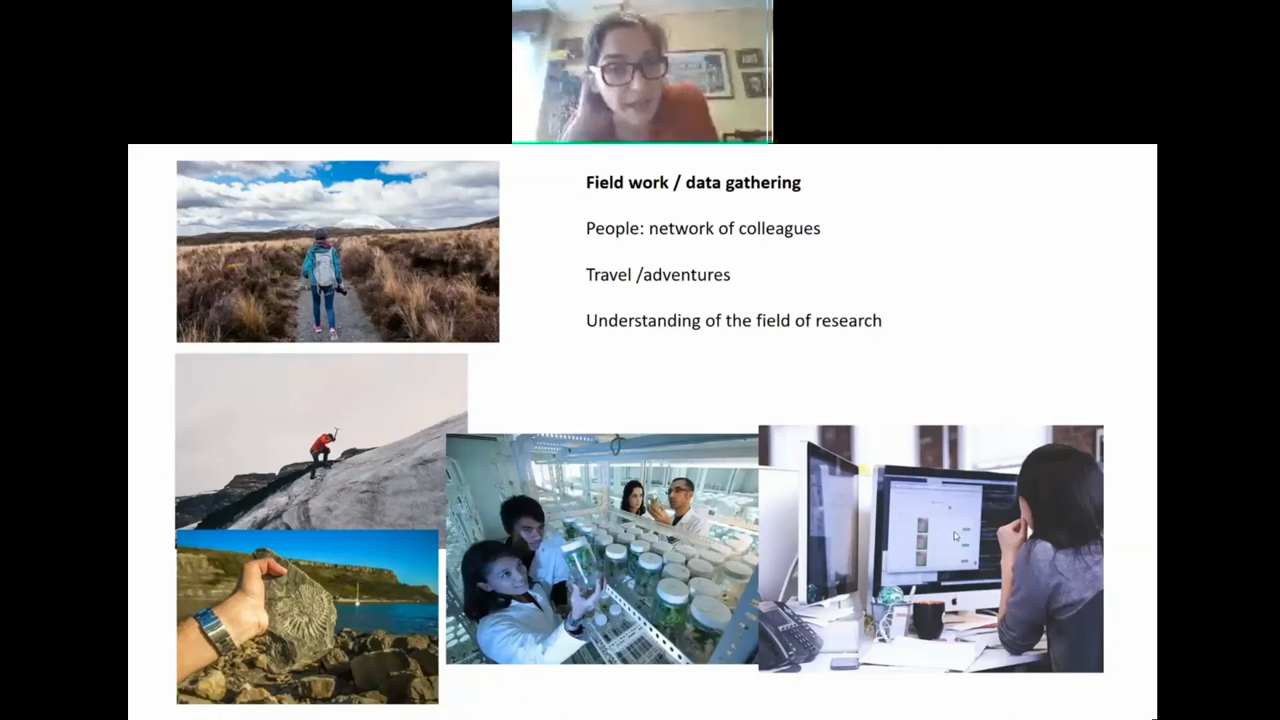 Field work / data gathering
People: network of colleagues
Travel /adventures
Understanding of the field of research